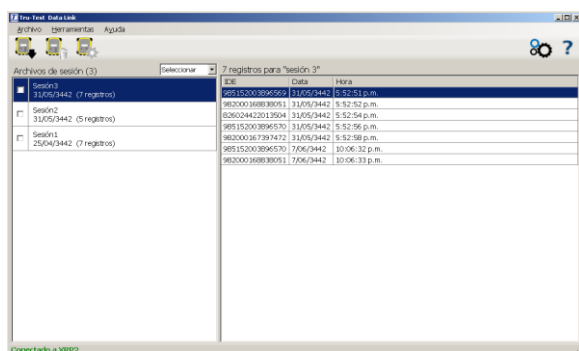 Tru-Test Data Link
Archivo Herramientas Ayuda
Archivos de sesión (3)
Seleccionar
7 registros para "sesión 3"
Sesión3
31/05/3442 (7 registros)
Sesión2
31/05/3442 (5 registros)
Sesión1
25/04/3442 (7 registros)
IDE Data Hora
985152003896569 31/05/3442 5:52:51 p.m.
982000168838051 31/05/3442 5:52:52 p.m.
826024422013504 31/05/3442 5:52:54 p.m.
985152003896570 31/05/3442 5:52:56 p.m.
982000167397472 31/05/3442 5:52:58 p.m.
985152003896570 7/06/3442 10:06:32 p.m.
982000168838051 7/06/3442 10:06:33 p.m.
Conectado a XRP2